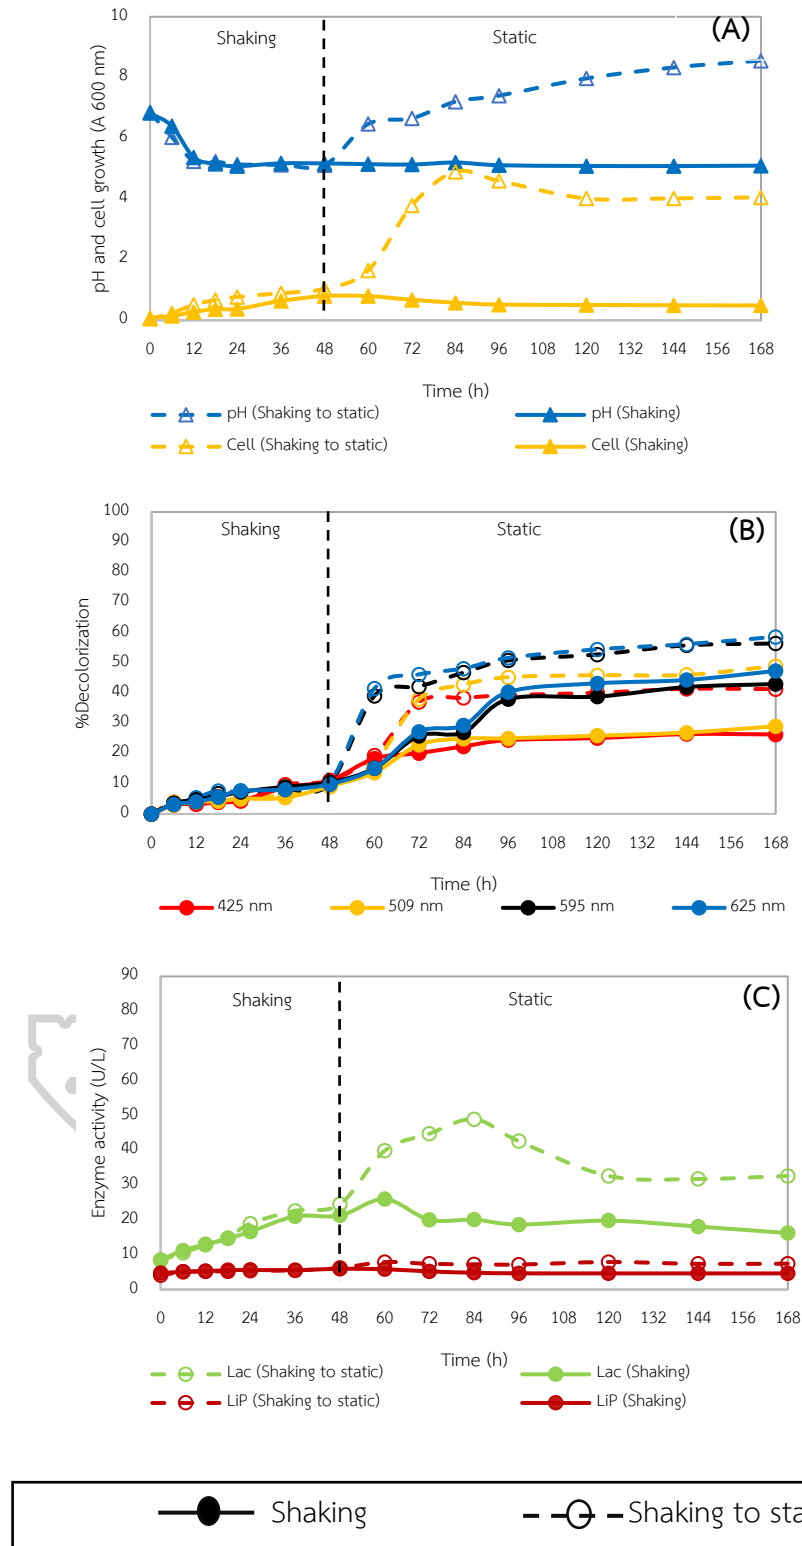 (A)
Shaking Static
pH and cell growth (A 600 nm)
10
8
6
4
2
0
0 12 24 36 48 60 72 84 96 108 120 132 144 156 168
Time (h)
pH (Shaking to static) pH (Shaking)
Cell (Shaking to static) Cell (Shaking)
(B)
Shaking Static
%Decolorization
100
90
80
70
60
50
40
30
20
10
0
0 12 24 36 48 60 72 84 96 108 120 132 144 156 168
Time (h)
425 nm 509 nm 595 nm 625 nm
(C)
Shaking Static
Enzyme activity (U/L)
90
80
70
60
50
40
30
20
10
0
0 12 24 36 48 60 72 84 96 108 120 132 144 156 168
Time (h)
Lac (Shaking to static) Lac (Shaking)
LiP (Shaking to static) LiP (Shaking)
Shaking Shaking to sta